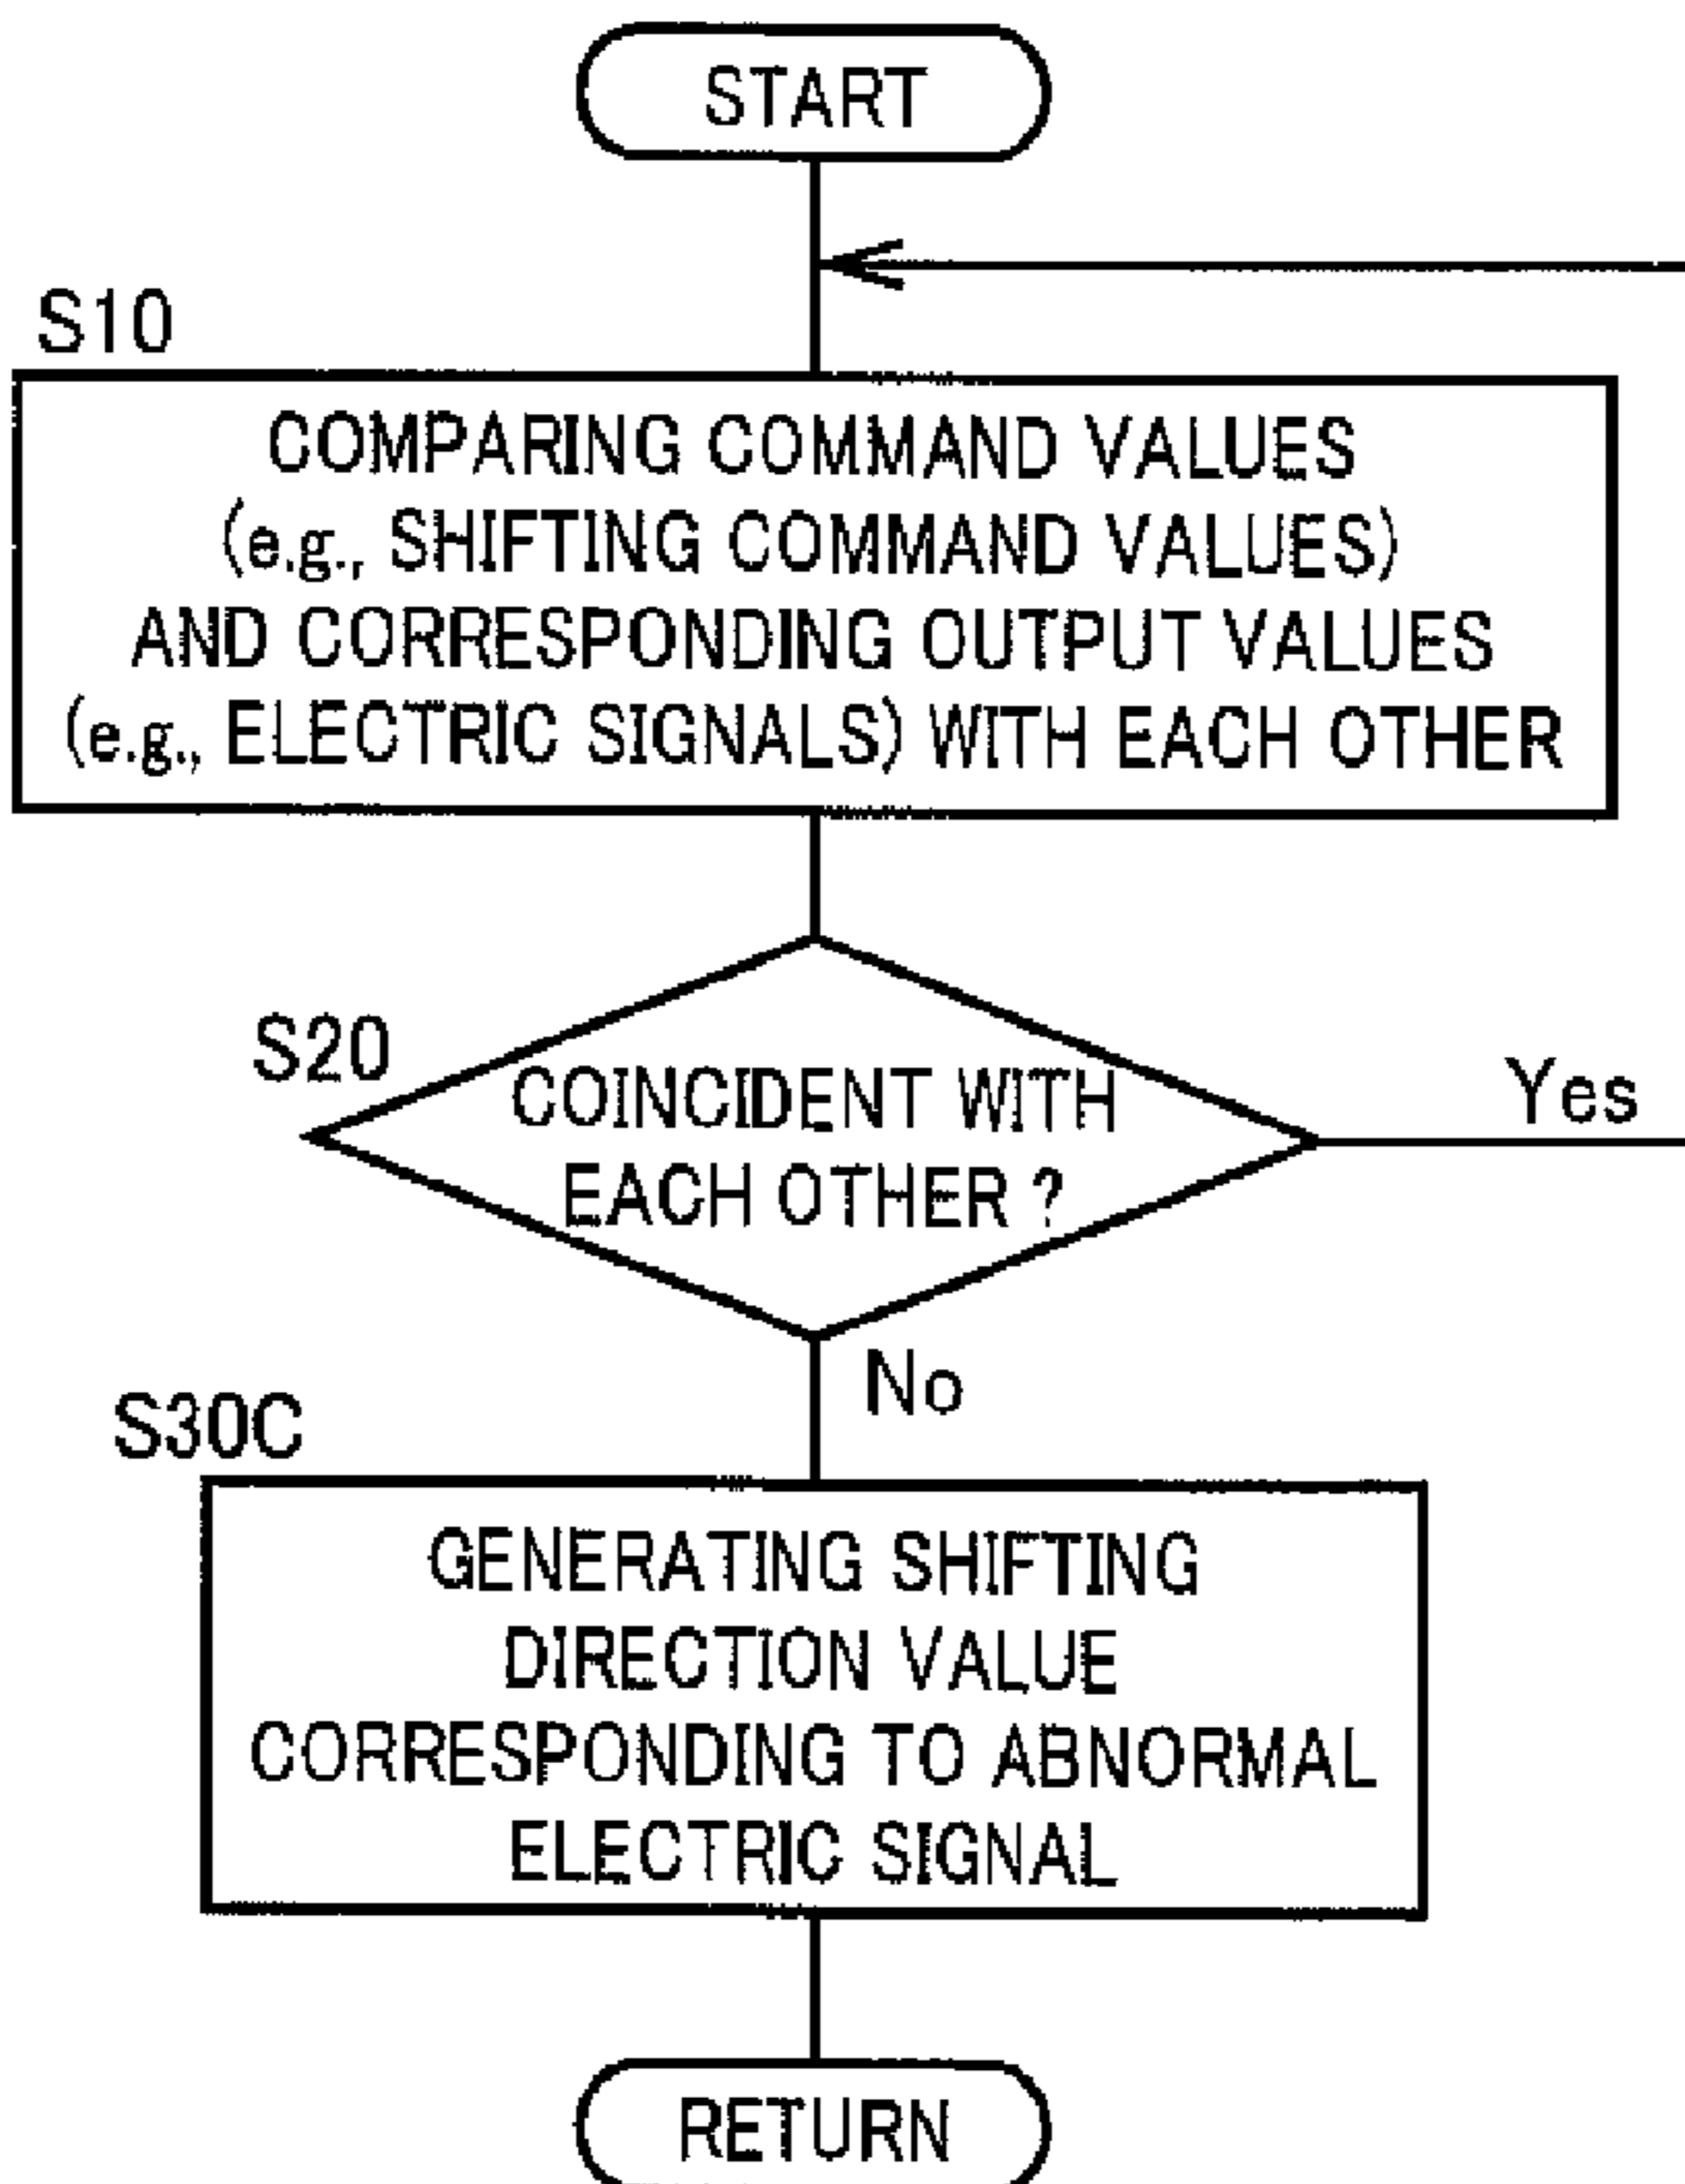 START
S10
COMPARING COMMAND VALUES
(e.g., SHIFTING COMMAND VALUES)
AND CORRESPONDING OUTPUT VALUES
(e.g., ELECTRIC SIGNALS) WITH EACH OTHER
S20
COINCIDENT WITH
EACH OTHER ?
Yes
No
S30C
GENERATING SHIFTING
DIRECTION VALUE
CORRESPONDING TO ABNORMAL
ELECTRIC SIGNAL
RETURN